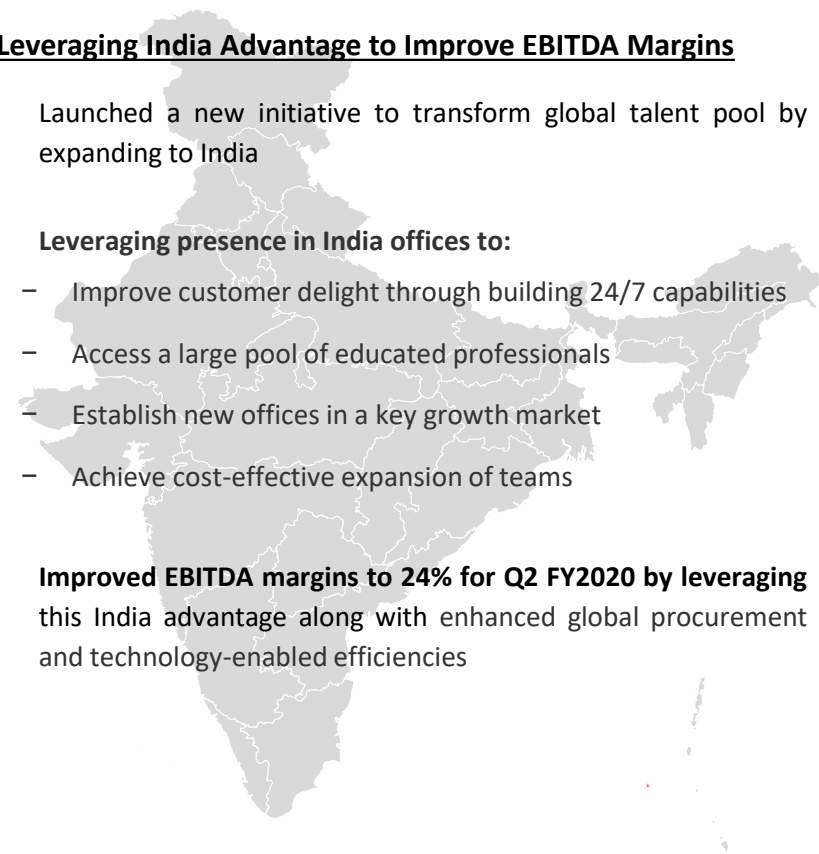 Leveraging India Advantage to Improve EBITDA Margins
Launched a new initiative to transform global talent pool by
expanding to India
Leveraging presence in India offices to:
– Improve customer delight through building 24/7 capabilities
– Access a large pool of educated professionals
– Establish new offices in a key growth market
– Achieve cost-effective expansion of teams
Improved EBITDA margins to 24% for Q2 FY2020 by leveraging
this India advantage along with enhanced global procurement
and technology-enabled efficiencies